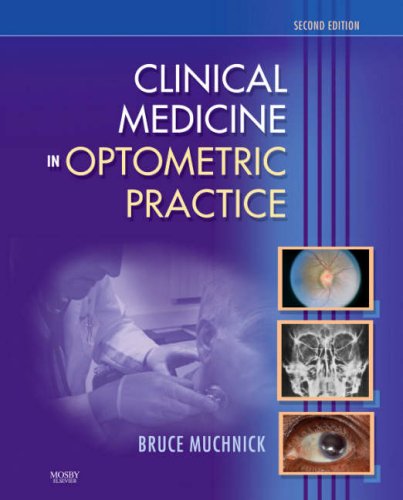 SECOND EDITION
CLINICAL
MEDICINE
IN OPTOMETRIC
PRACTICE
BRUCE MUCHNICK
MOSBY
ELSEVIER